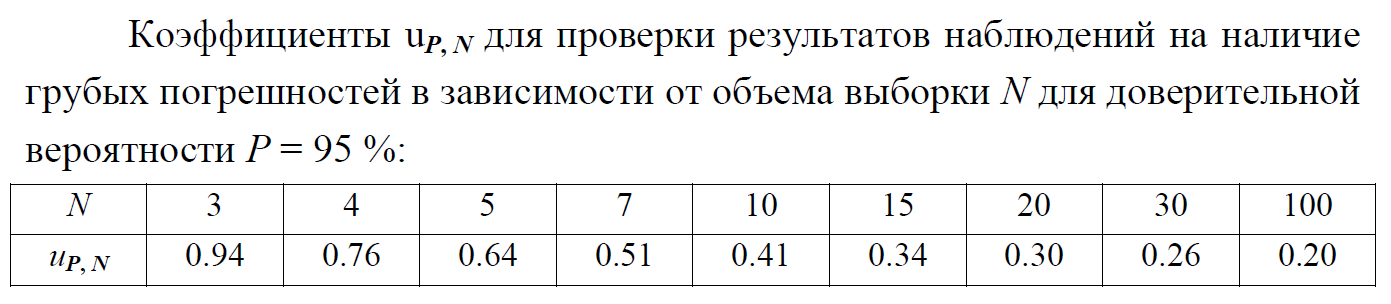 Коэффициенты uP, N для проверки результатов наблюдений на наличие
грубых погрешностей в зависимости от объема выборки N для доверительной
вероятности P = 95 %:
N 3 4 5 7 10 15 20 30 100
uP, N 0.94 0.76 0.64 0.51 0.41 0.34 0.30 0.26 0.20